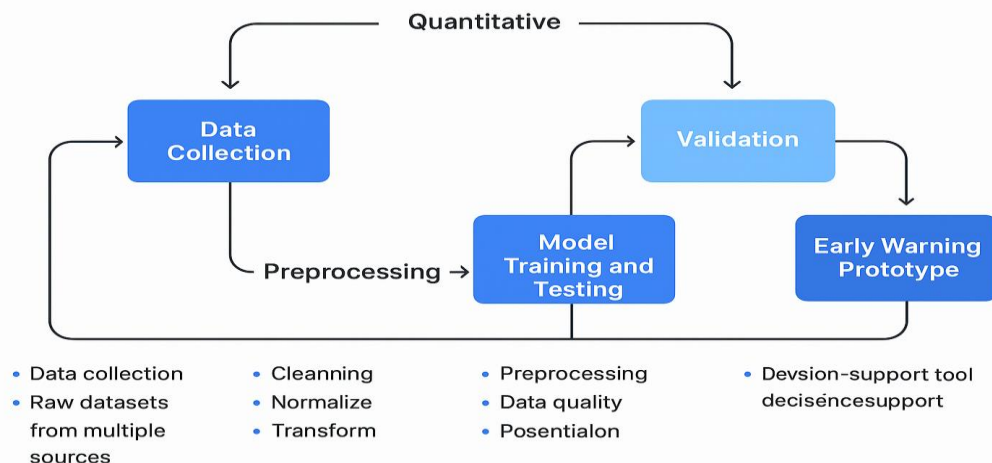 Quantitative
Data
Collection
Validation
Preprocessing
Model
Training and
Testing
Early Warning
Prototype
Data collection
Raw datasets
from multiple
sources
Cleanning
Normalize
Transform
Preprocessing
Data quality
Posentialon
Devsion-support tool
deciséncesupport